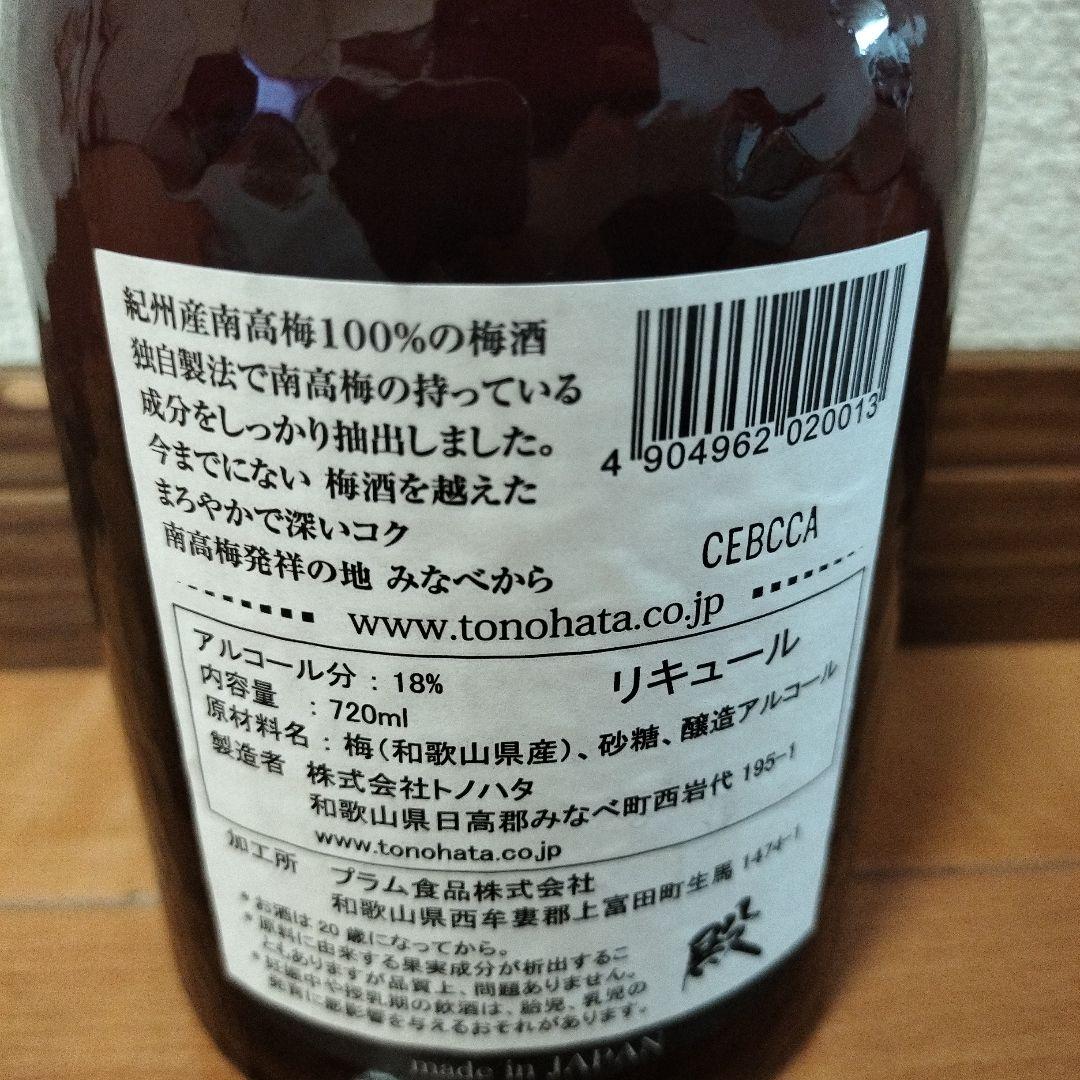 紀州産南高梅100%の梅酒
独自製法で南高梅の持っている
成分をしっかり抽出しました。
今までにない 梅酒を越えた
まろやかで深いコク
南高梅発祥の地 みなべから
4 904962 020013
CEBCCA
www.tonohata.co.jp
アルコール分 : 18%
リキュール
内容量 : 720ml
原材料名 : 梅(和歌山県産)、砂糖、醸造アルコール
製造者 株式会社トノハタ
和歌山県日高郡みなべ町西岩代 195-1
www.tonohata.co.jp
加工所 プラム食品株式会社
和歌山県西牟婁郡上富田町生馬 1474-1
*お酒は20歳になってから。
*原料に由来する果実成分が析出するこ
ともありますが品質上、問題ありません。
*妊娠中や授乳期の飲酒は、胎児、乳児の
発育に悪影響を与えるおそれがあります。
殿
made in JAPAN